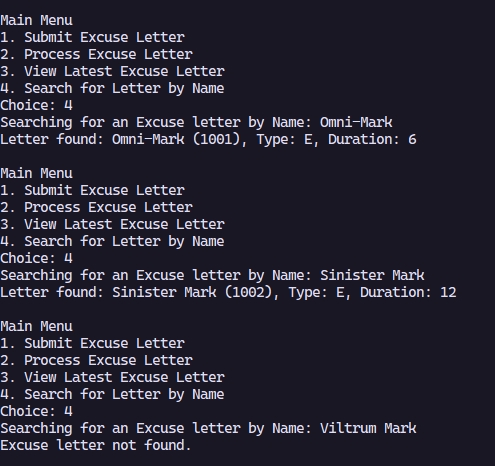 Main Menu
1. Submit Excuse Letter
2. Process Excuse Letter
3. View Latest Excuse Letter
4. Search for Letter by Name
Choice: 4
Searching for an Excuse letter by Name: Omni-Mark
Letter found: Omni-Mark (1001), Type: E, Duration: 6
Main Menu
1. Submit Excuse Letter
2. Process Excuse Letter
3. View Latest Excuse Letter
4. Search for Letter by Name
Choice: 4
Searching for an Excuse letter by Name: Sinister Mark
Letter found: Sinister Mark (1002), Type: E, Duration: 12
Main Menu
1. Submit Excuse Letter
2. Process Excuse Letter
3. View Latest Excuse Letter
4. Search for Letter by Name
Choice: 4
Searching for an Excuse letter by Name: Viltrum Mark
Excuse letter not found.